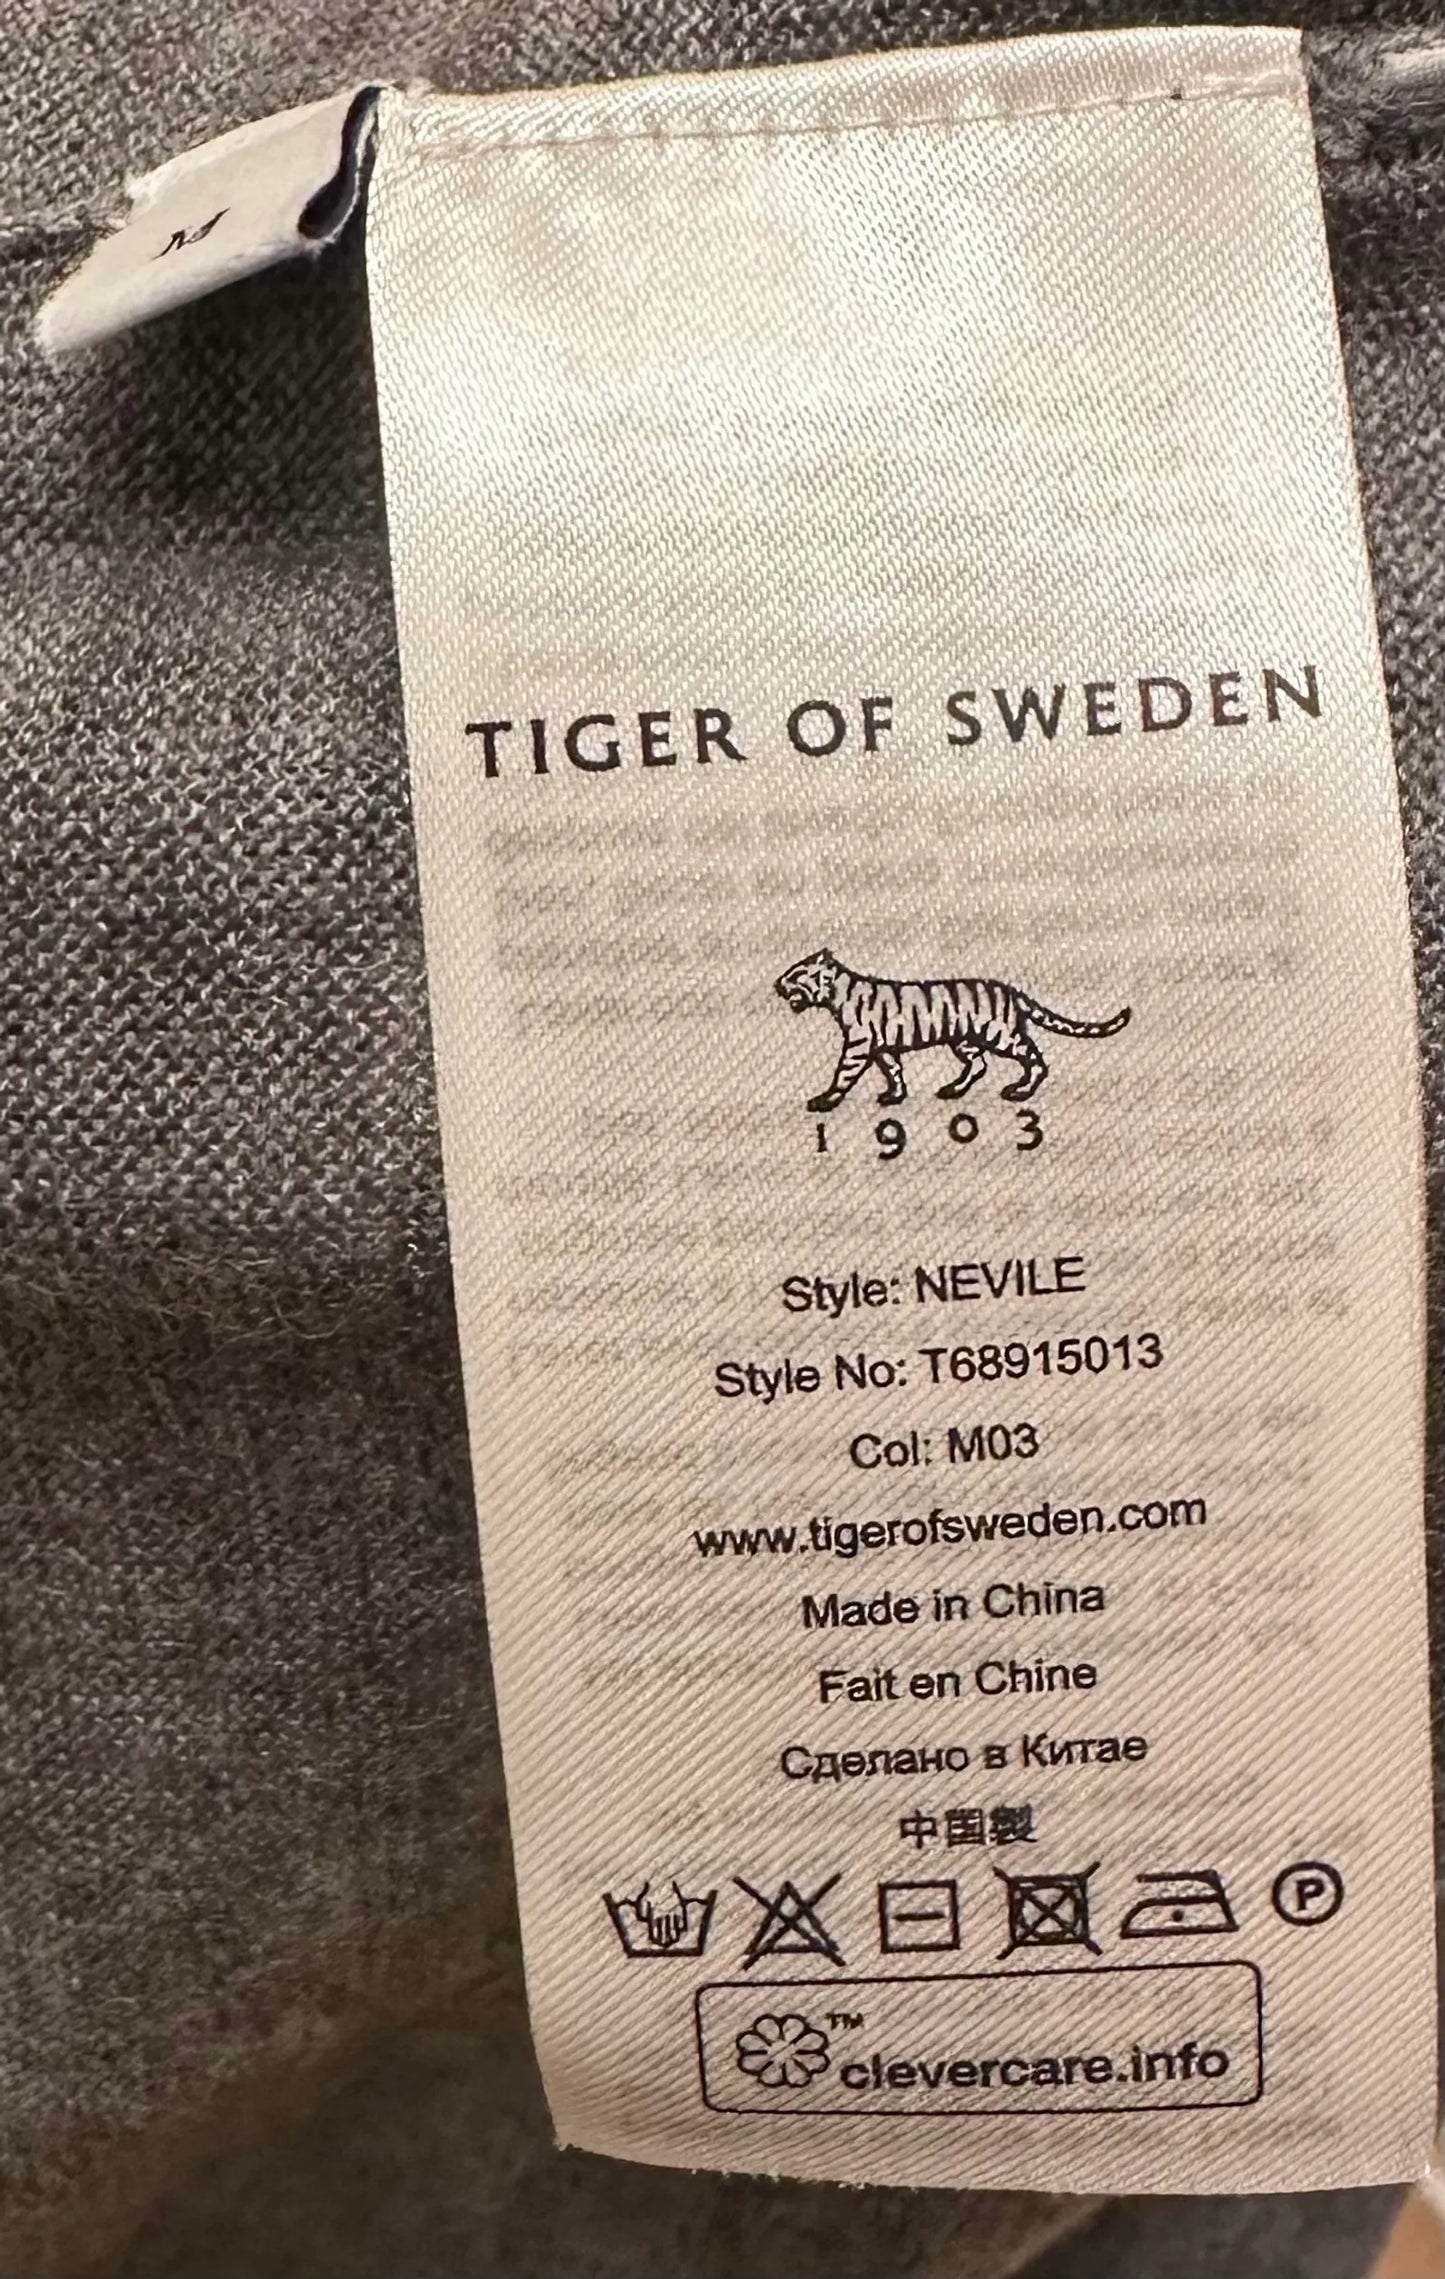 M
TIGER OF SWEDEN
1903
Style: NEVILE
Style No: T68915013
Col: M03
www.tigerofsweden.com
Made in China
Fait en Chine
Сделано в Китае
中国製
P
™
clevercare.info